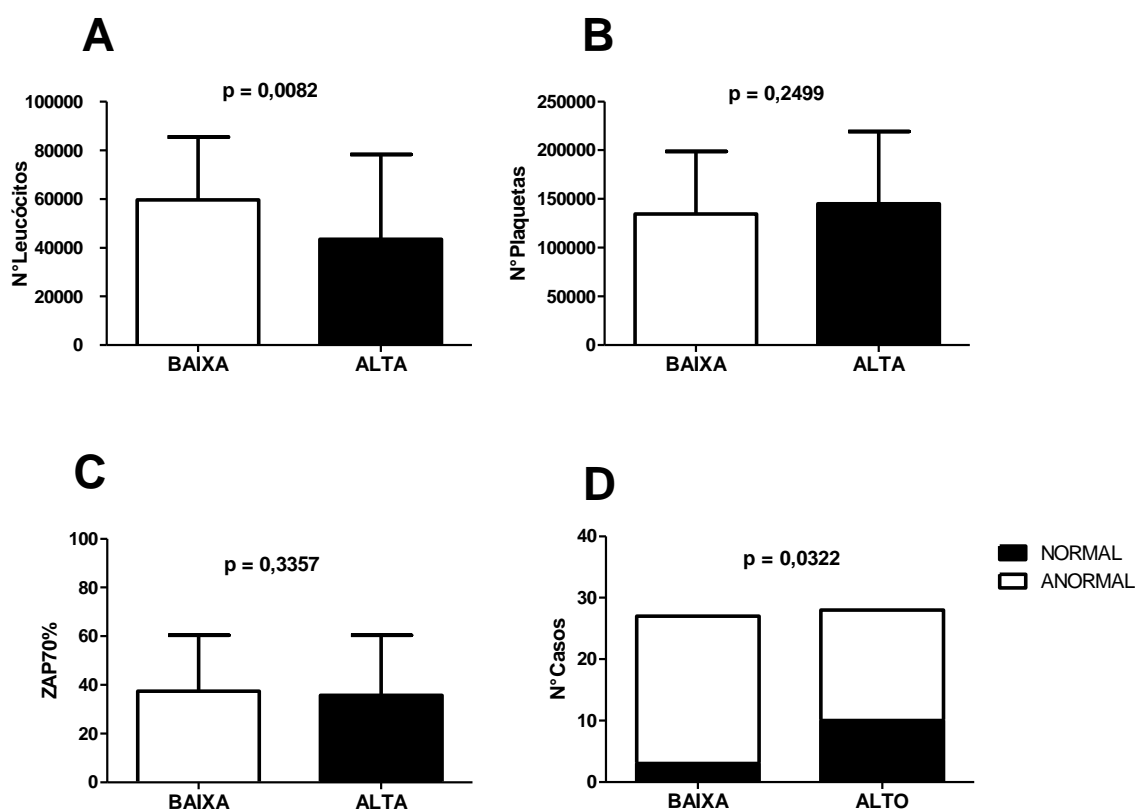 A
p = 0,0082
N°Leucócitos
100000
80000
60000
40000
20000
0
BAIXA
ALTA
B
p = 0,2499
N°Plaquetas
250000
200000
150000
100000
50000
0
BAIXA
ALTA
C
p = 0,3357
ZAP70%
100
80
60
40
20
0
BAIXA
ALTA
D
p = 0,0322
N°Casos
40
30
20
10
0
BAIXA
ALTO
NORMAL
ANORMAL